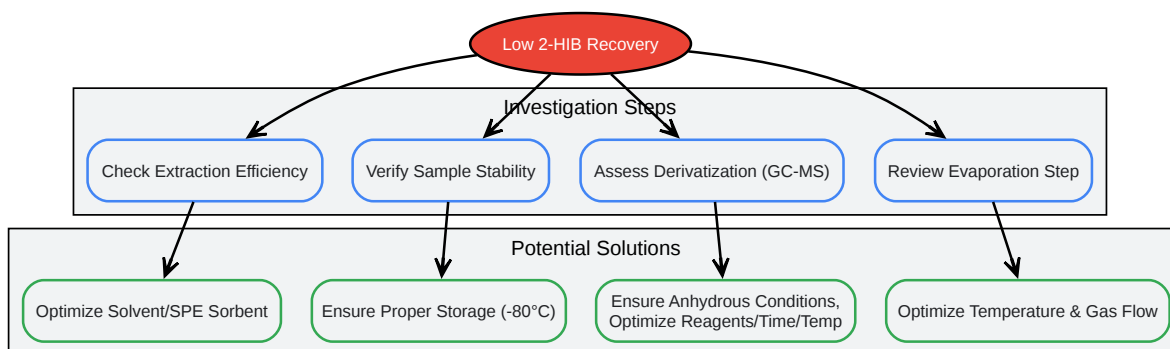 Low 2-HIB Recovery
Investigation Steps
Check Extraction Efficiency
Verify Sample Stability
Assess Derivatization (GC-MS)
Review Evaporation Step
Potential Solutions
Optimize Solvent/SPE Sorbent
Ensure Proper Storage (-80°C)
Ensure Anhydrous Conditions,
Optimize Reagents/Time/Temp
Optimize Temperature & Gas Flow